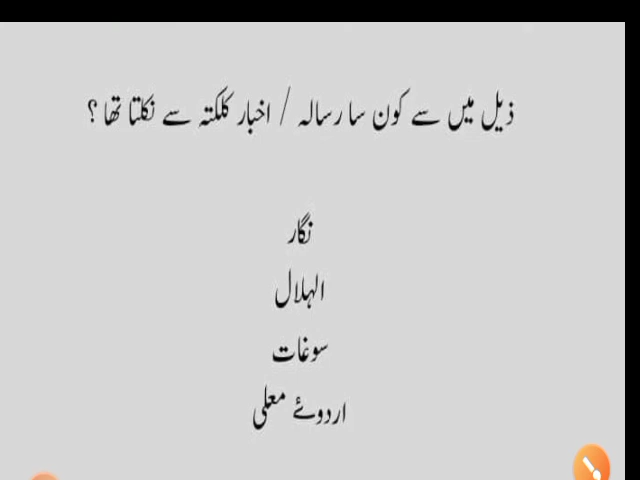 ذیل میں سے کون سا رسالہ / اخبار کلکتہ سے نکلتا تھا ؟
نگار
الہلال
سوغات
اردوئے معلی